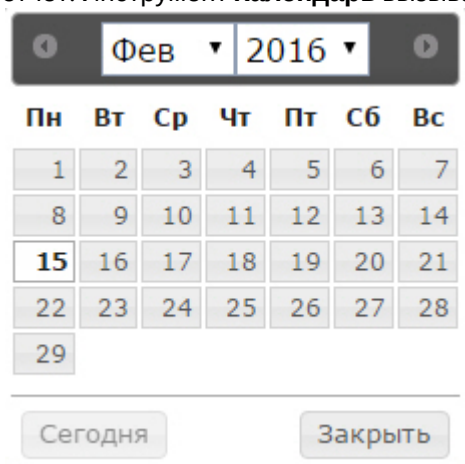 Инструмент Календарь
Фев 2016
Пн Вт Ср Чт Пт Сб Вс
1 2 3 4 5 6 7
8 9 10 11 12 13 14
15 16 17 18 19 20 21
22 23 24 25 26 27 28
29
Сегодня Закрыть